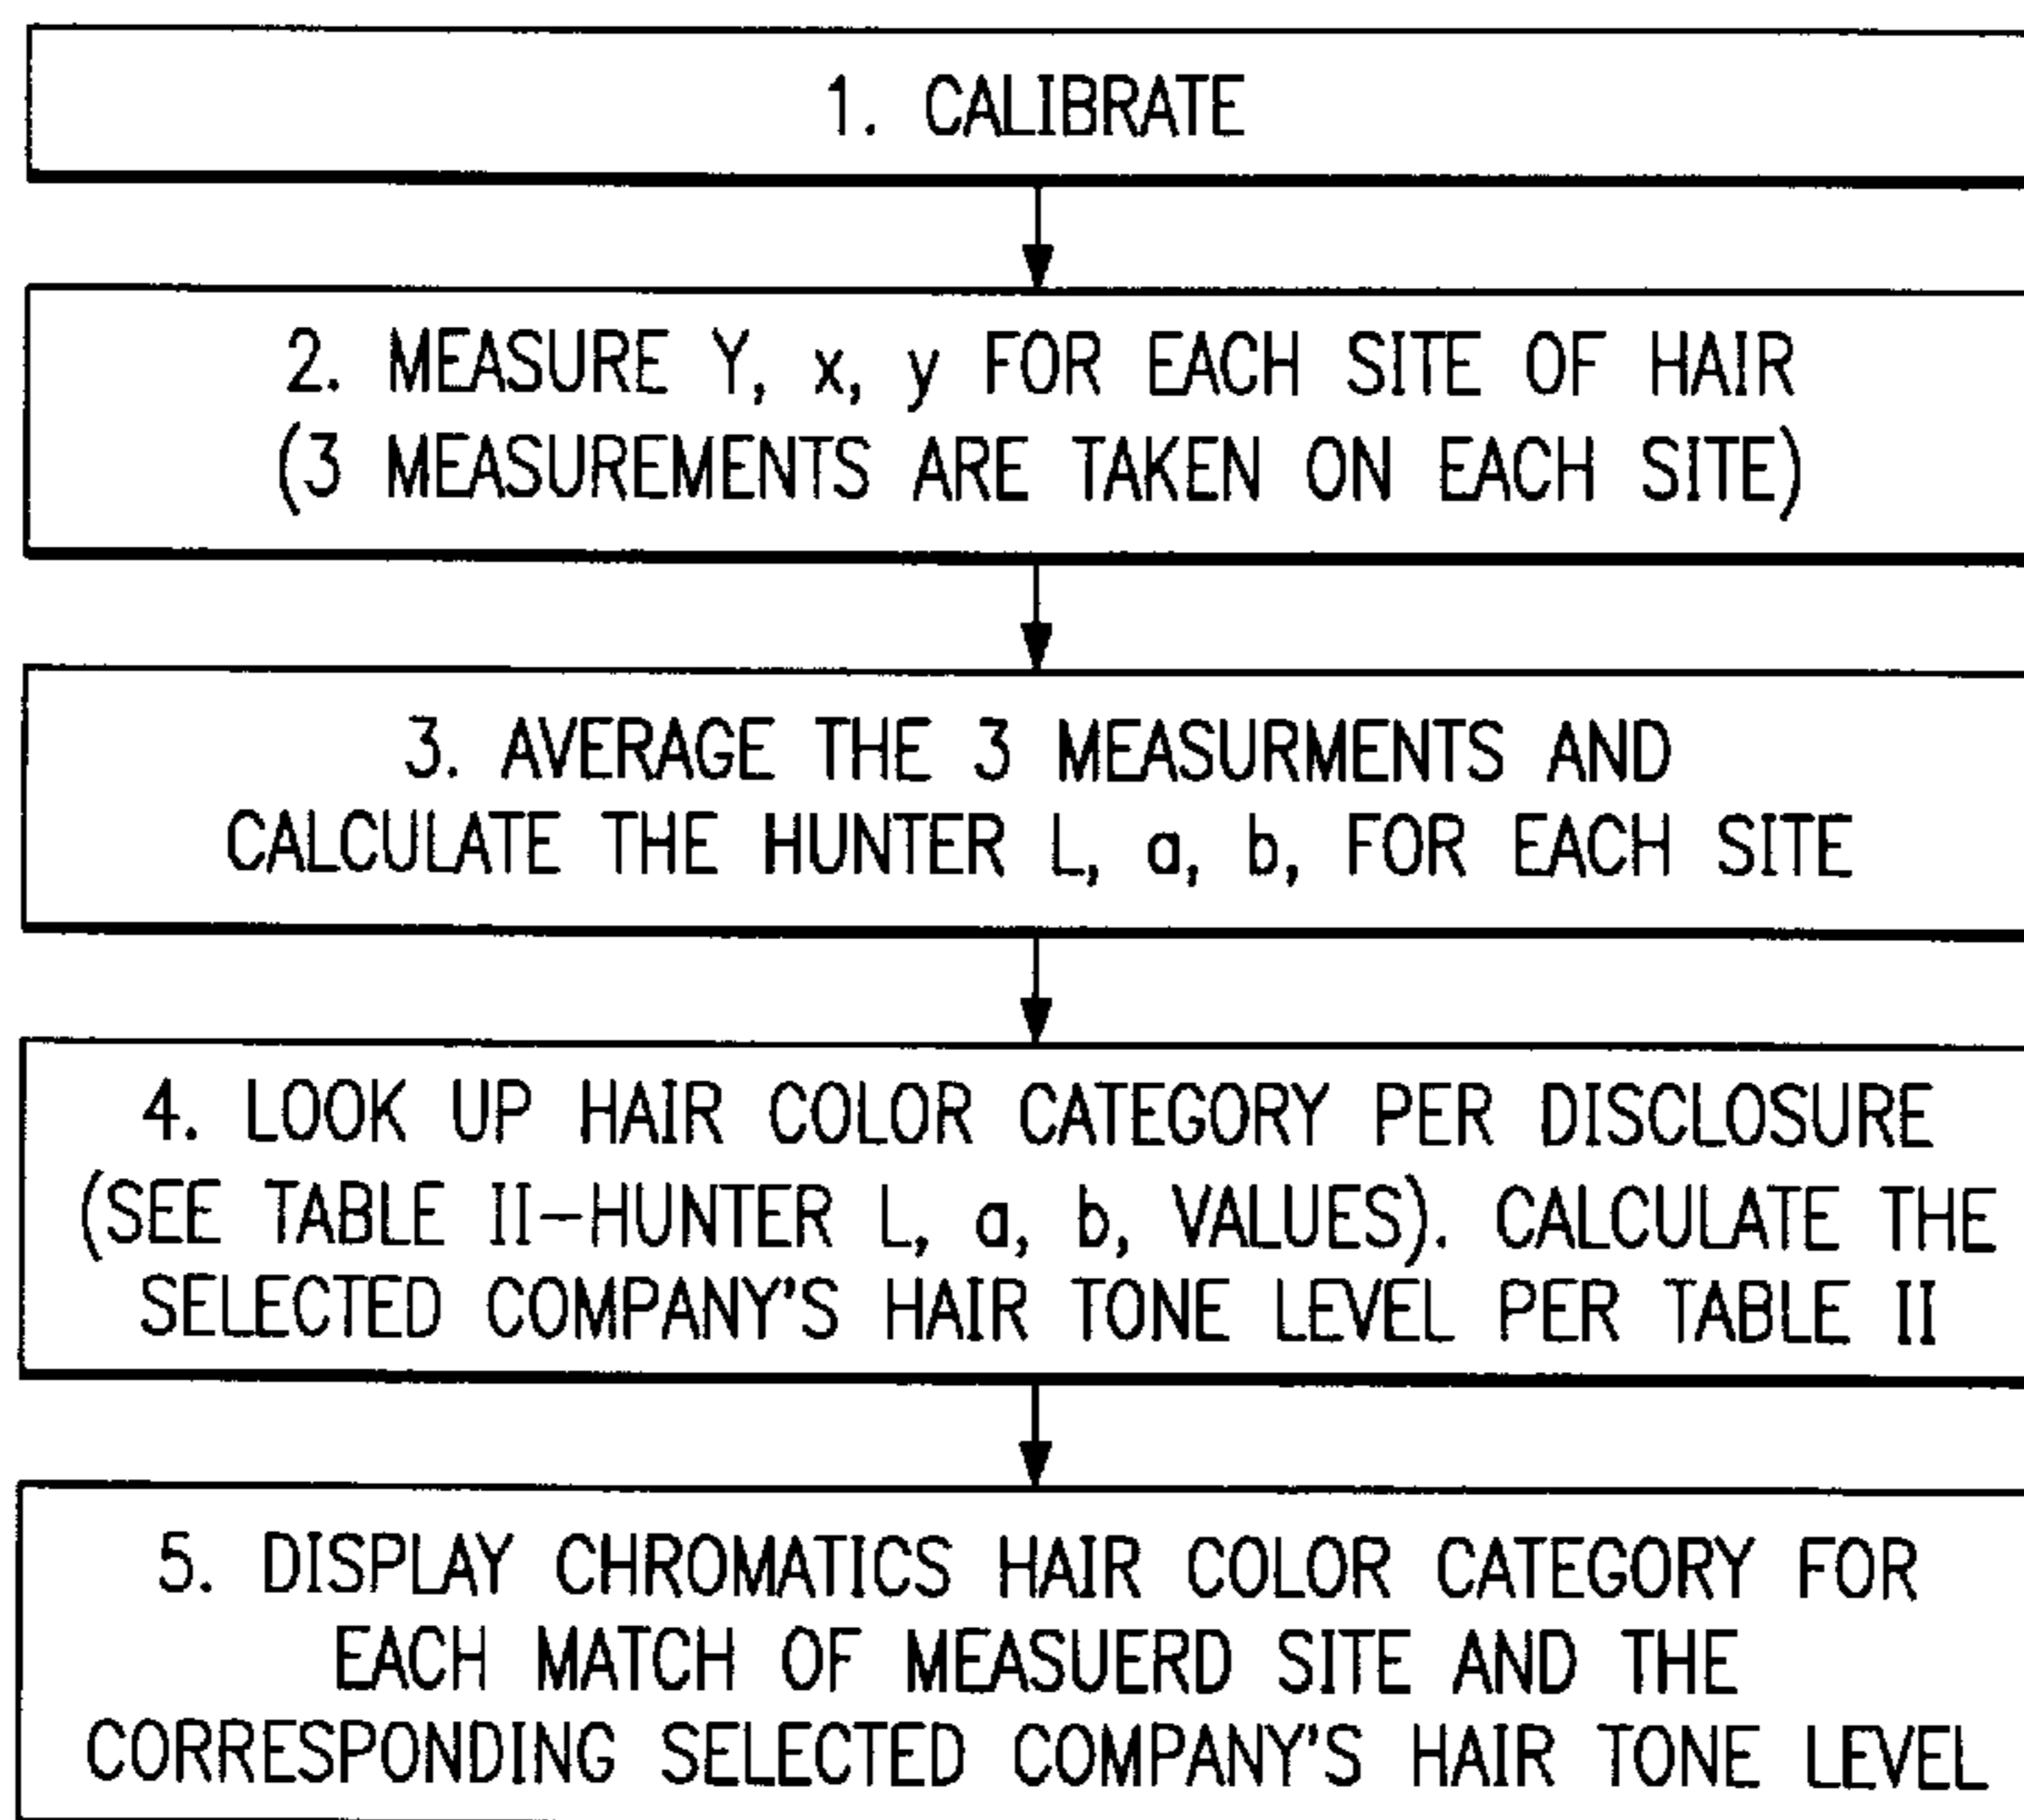 1. CALIBRATE
2. MEASURE Y, x, y FOR EACH SITE OF HAIR
(3 MEASUREMENTS ARE TAKEN ON EACH SITE)
3. AVERAGE THE 3 MEASURMENTS AND
CALCULATE THE HUNTER L, a, b, FOR EACH SITE
4. LOOK UP HAIR COLOR CATEGORY PER DISCLOSURE
(SEE TABLE II-HUNTER L, a, b, VALUES). CALCULATE THE
SELECTED COMPANY'S HAIR TONE LEVEL PER TABLE II
5. DISPLAY CHROMATICS HAIR COLOR CATEGORY FOR
EACH MATCH OF MEASUERD SITE AND THE
CORRESPONDING SELECTED COMPANY'S HAIR TONE LEVEL